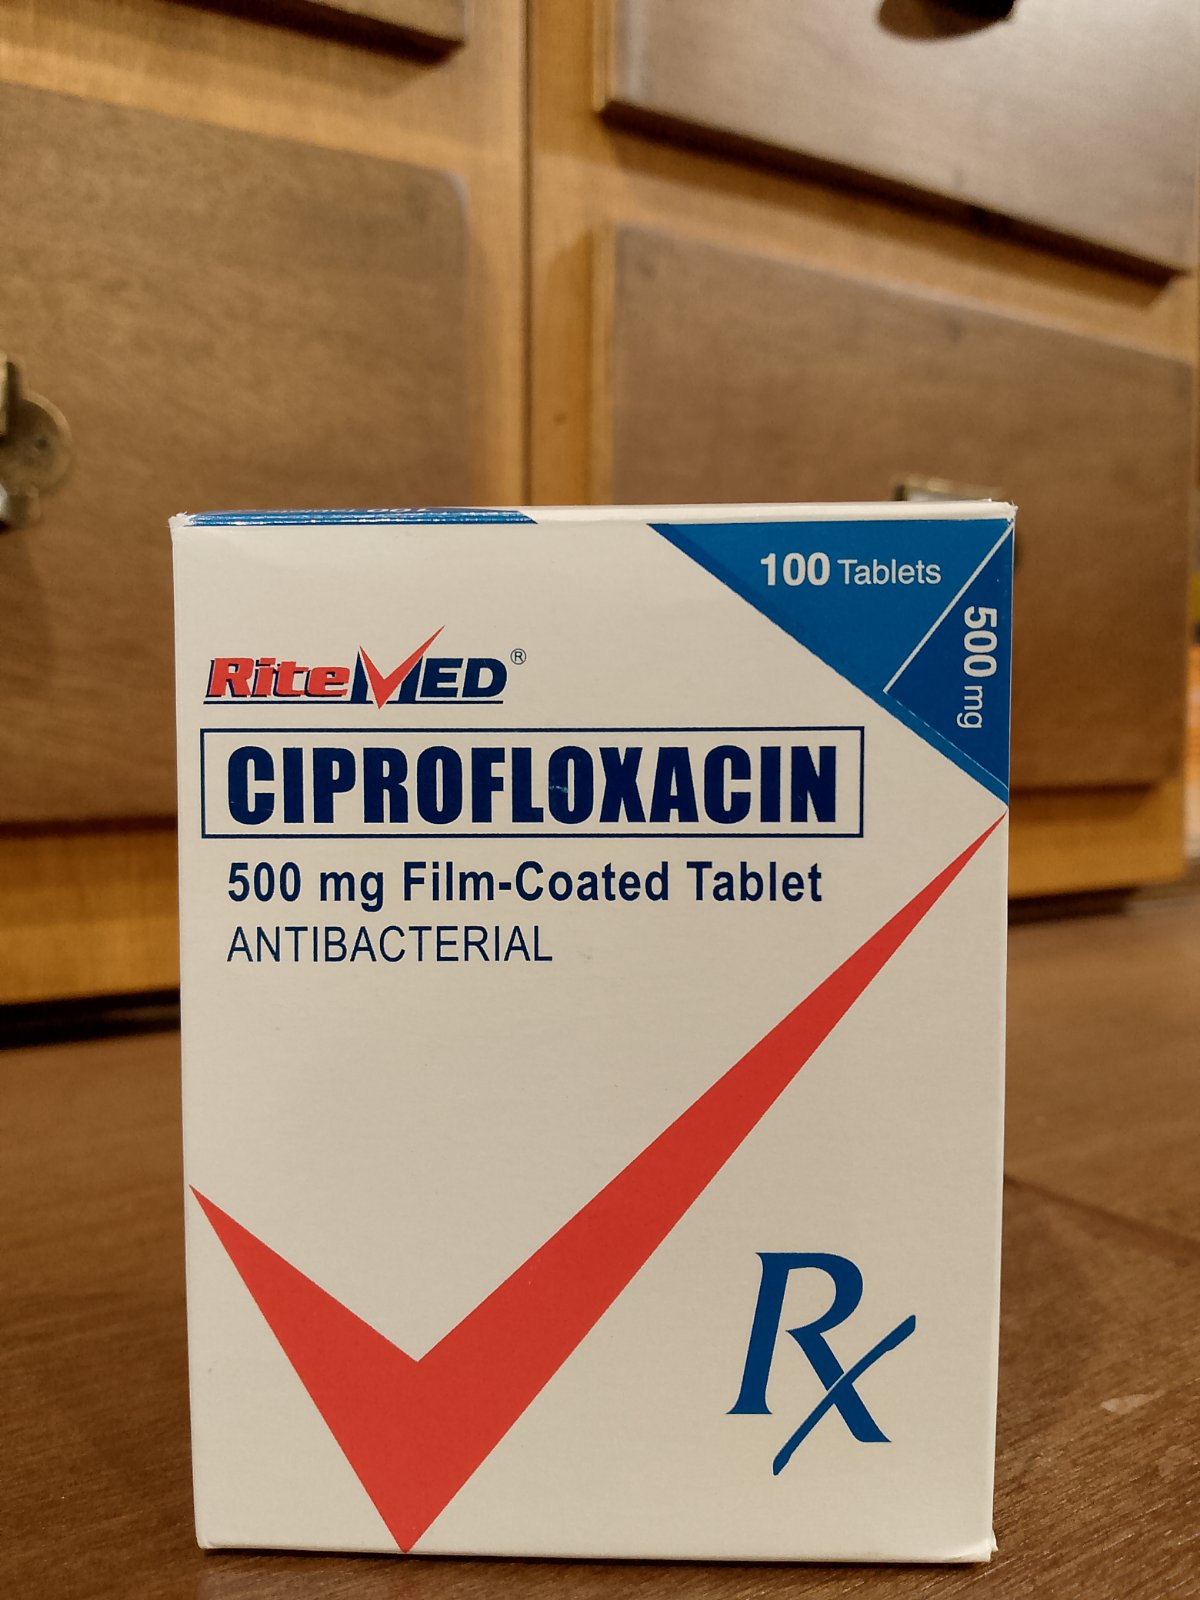 100 Tablets
500 mg
RiteMED®
CIPROFLOXACIN
500 mg Film-Coated Tablet
ANTIBACTERIAL
Rx